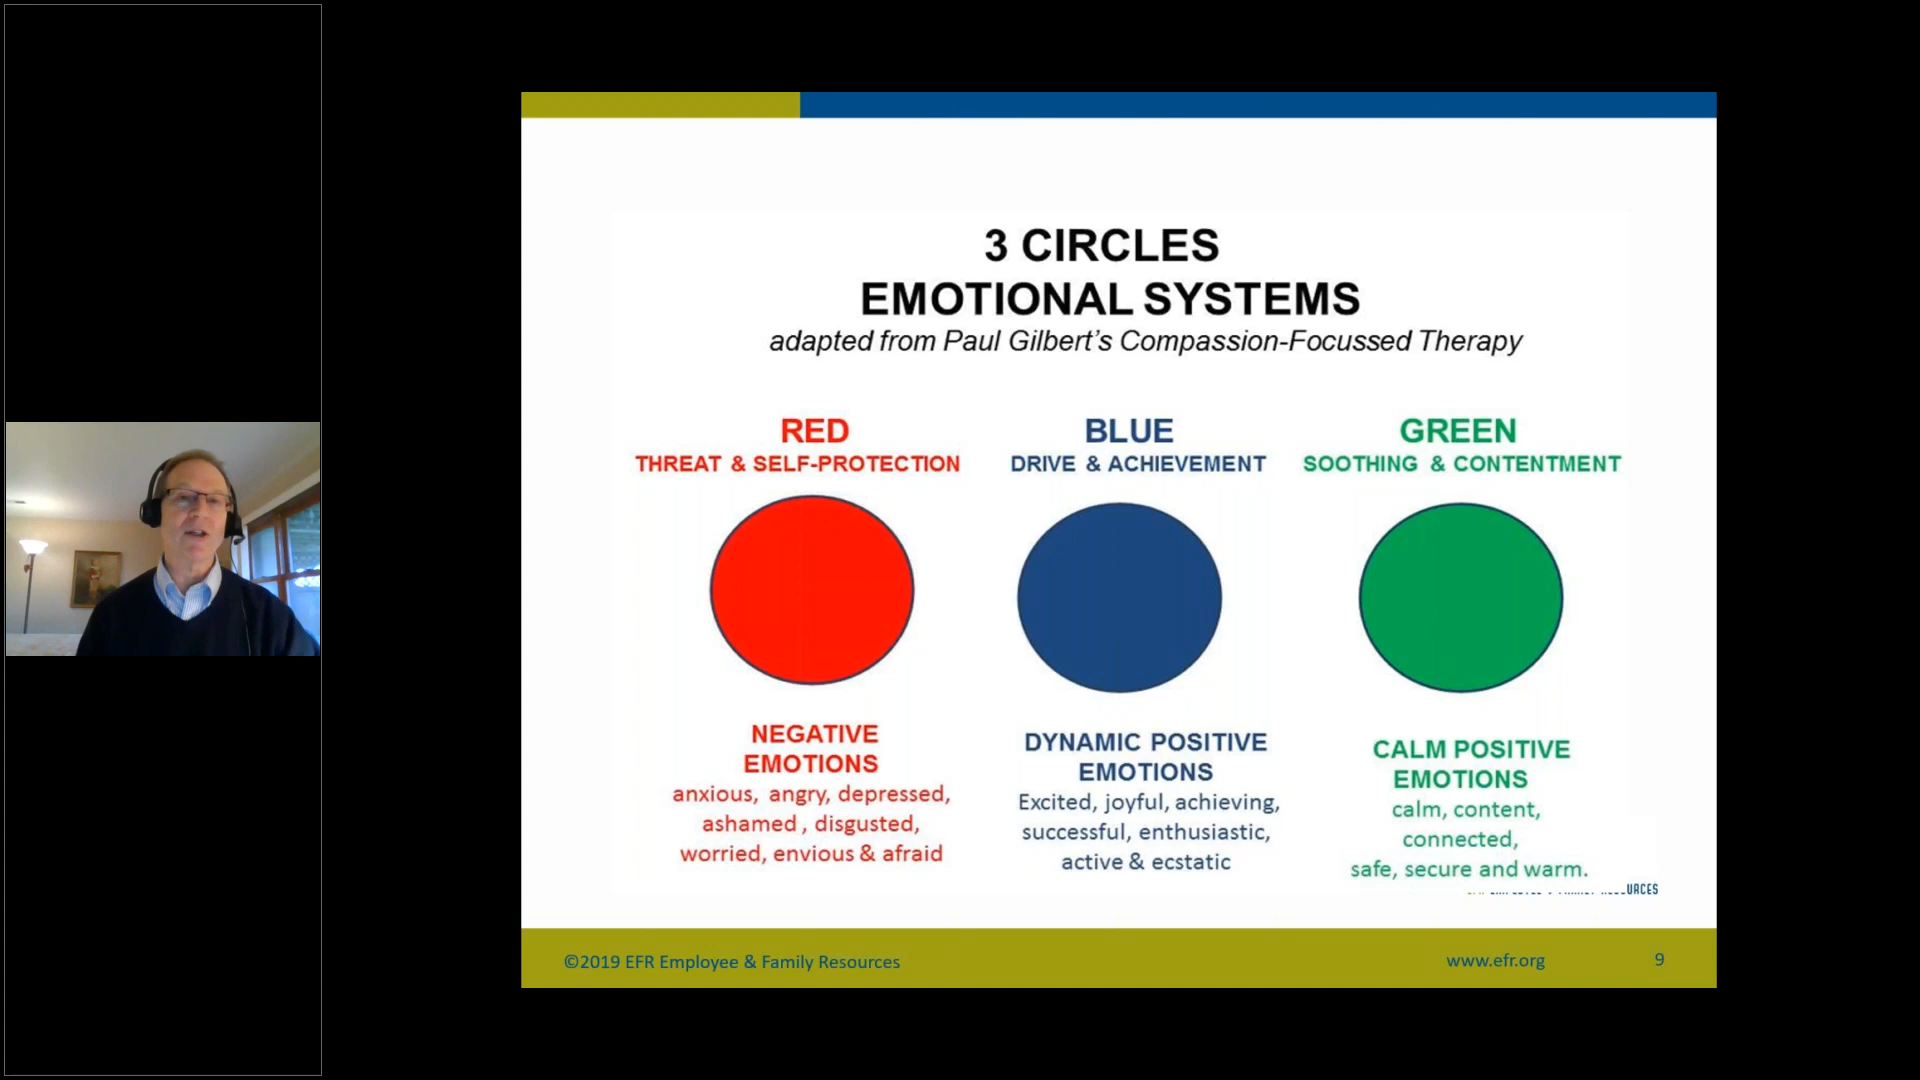 3 CIRCLES
EMOTIONAL SYSTEMS
adapted from Paul Gilbert's Compassion-Focussed Therapy
RED
THREAT & SELF-PROTECTION
BLUE
DRIVE & ACHIEVEMENT
GREEN
SOOTHING & CONTENTMENT
NEGATIVE
EMOTIONS
anxious, angry, depressed,
ashamed , disgusted,
worried, envious & afraid
DYNAMIC POSITIVE
EMOTIONS
Excited, joyful, achieving,
successful, enthusiastic,
active & ecstatic
CALM POSITIVE
EMOTIONS
calm, content,
connected,
safe, secure and warm.
©2019 EFR Employee & Family Resources
www.efr.org
9